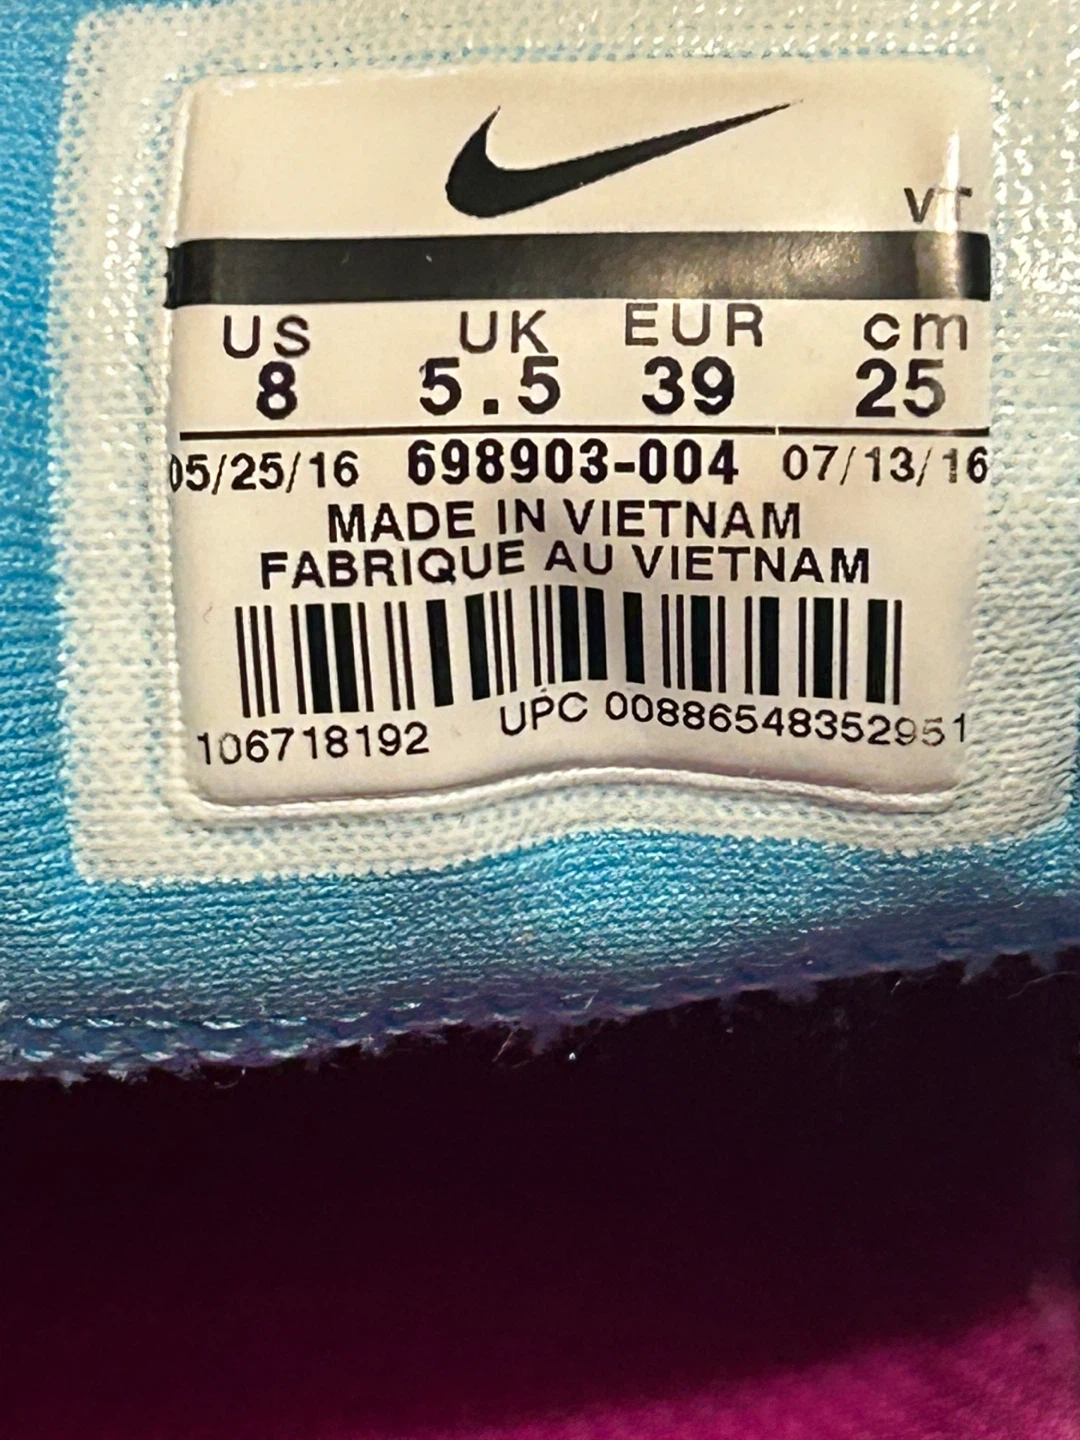 VT
US UK EUR cm
8 5.5 39 25
05/25/16 698903-004 07/13/16
MADE IN VIETNAM
FABRIQUE AU VIETNAM
106718192 UPC 00886548352951